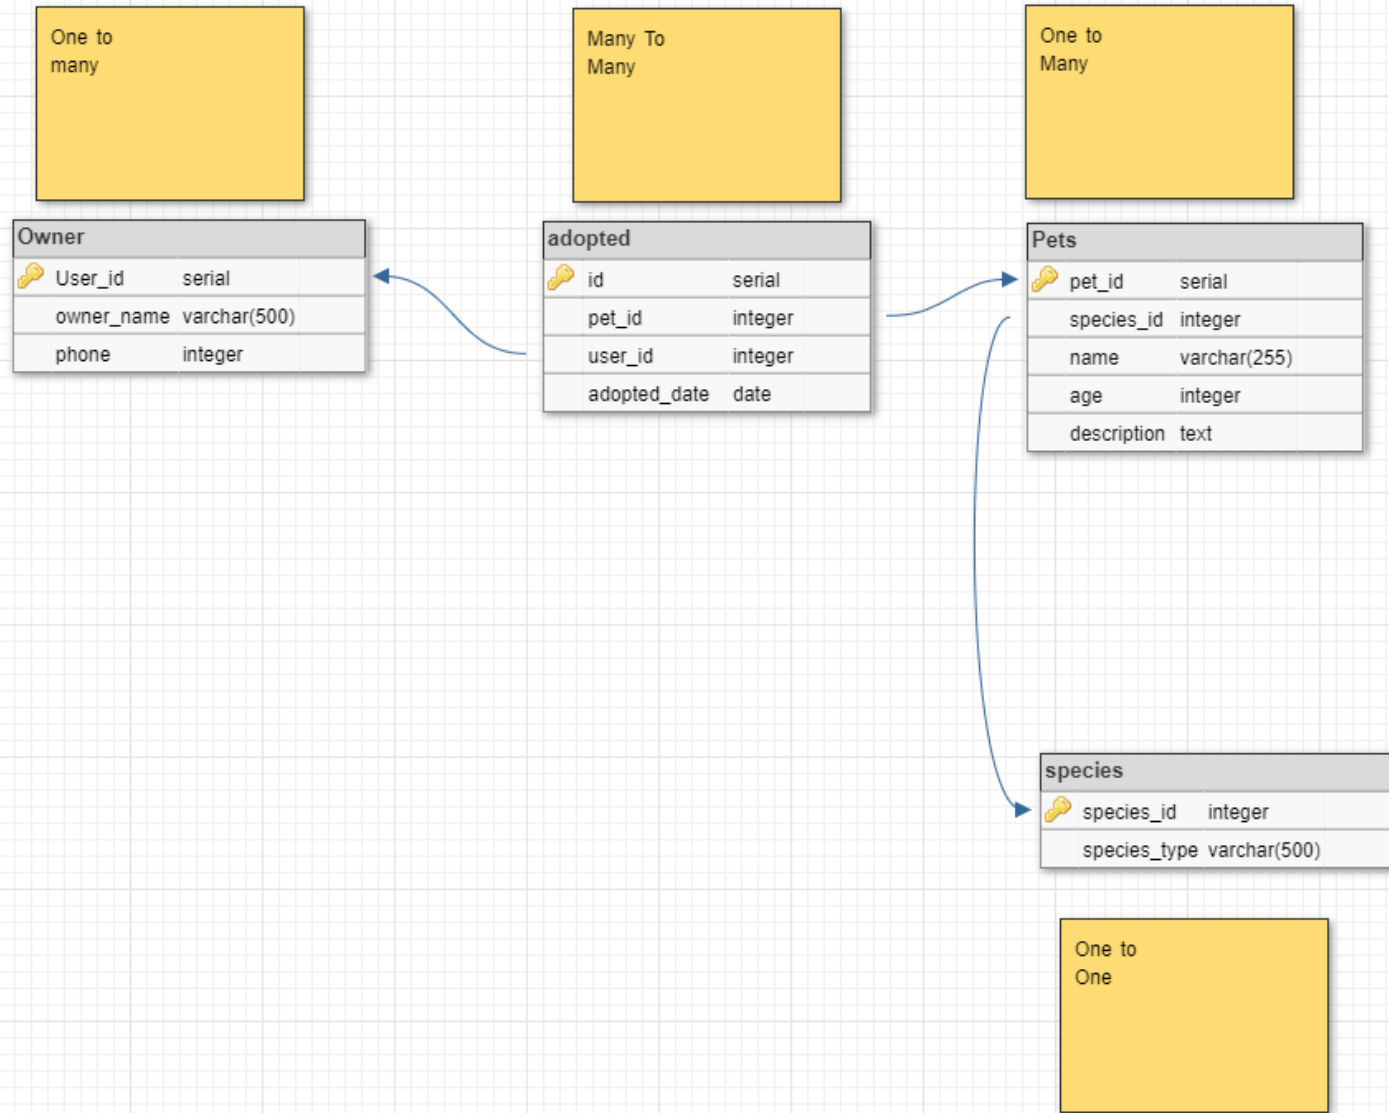 One to
many
Many To
Many
One to
Many
Owner
User_id serial
owner_name varchar(500)
phone integer
adopted
id serial
pet_id integer
user_id integer
adopted_date date
Pets
pet_id serial
species_id integer
name varchar(255)
age integer
description text
species
species_id integer
species_type varchar(500)
One to
One